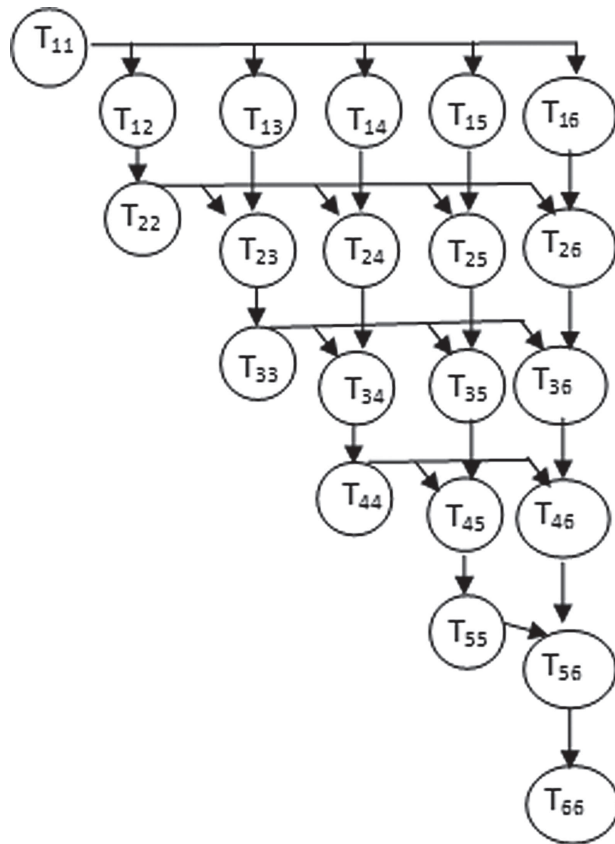 T₁₁
T₁₂ T₁₃ T₁₄ T₁₅ T₁₆
T₂₂ T₂₃ T₂₄ T₂₅ T₂₆
T₃₃ T₃₄ T₃₅ T₃₆
T₄₄ T₄₅ T₄₆
T₅₅ T₅₆
T₆₆